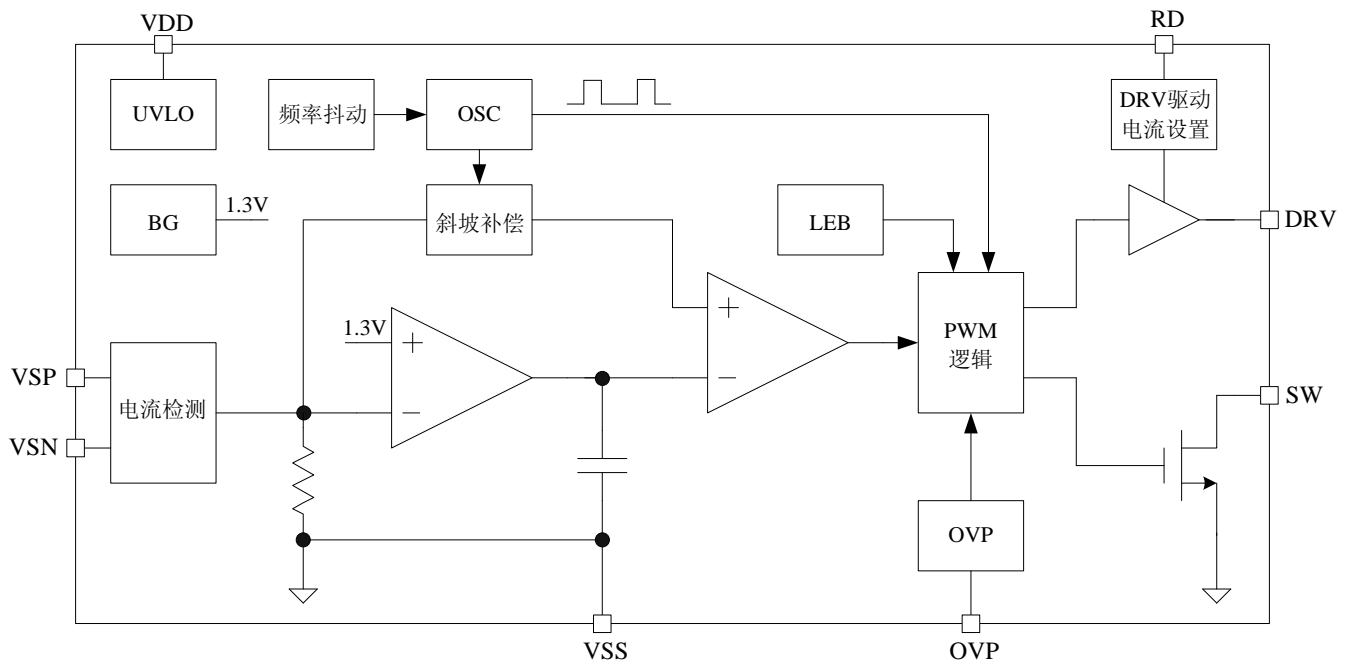 VDD
RD
UVLO
频率抖动
OSC
DRV驱动
电流设置
BG
1.3V
斜坡补偿
LEB
DRV
1.3V
+
−
+
−
PWM
逻辑
VSP
VSN
电流检测
SW
OVP
VSS
OVP